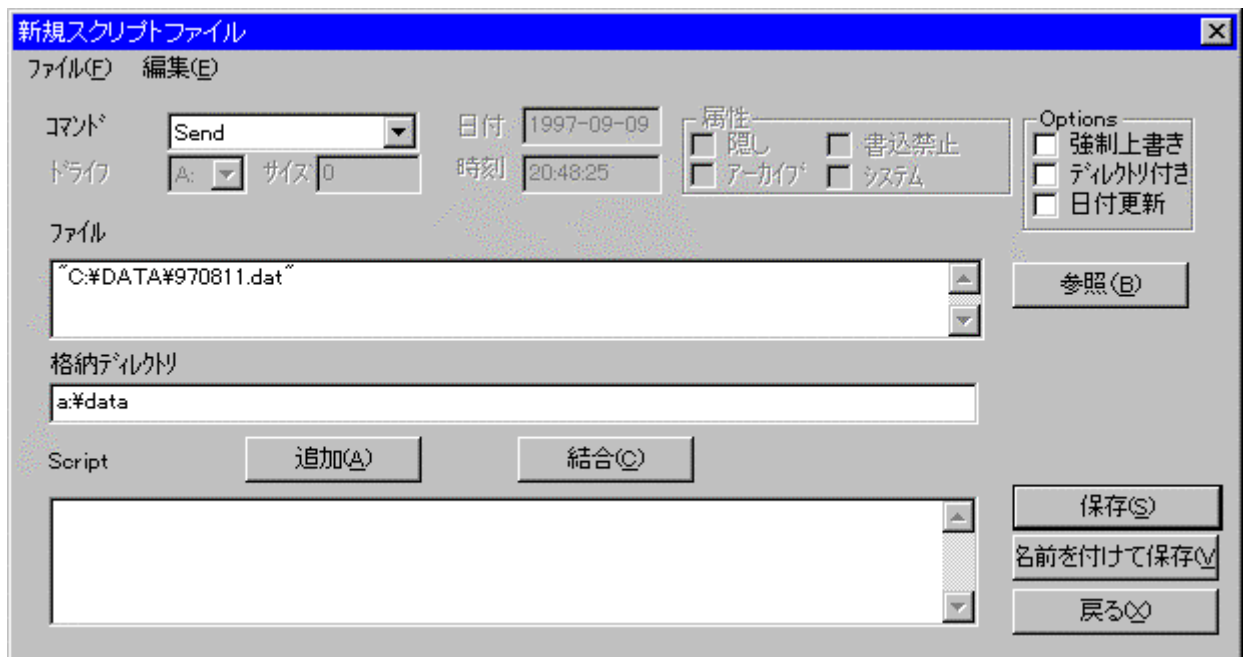 新規スクリプトファイル
ファイル(F) 編集(E)
コマンド Send 日付 1997-09-09 属性 Options
隠し 書込禁止 強制上書き
ドライブ A: サイズ 0 時刻 20:48:25 アーカイブ システム ディレクトリ付き
日付更新
ファイル
"C:¥DATA¥970811.dat"
参照(B)
格納ディレクトリ
a:¥data
Script 追加(A) 結合(C)
保存(S)
名前を付けて保存(V
戻る(X)